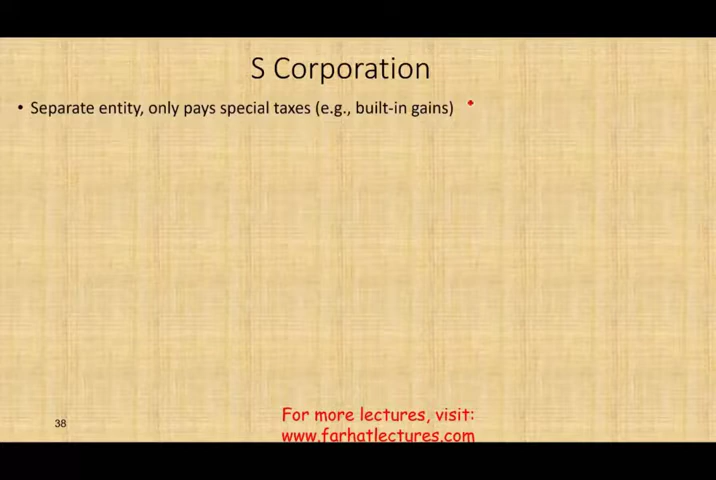 S Corporation
• Separate entity, only pays special taxes (e.g., built-in gains)
For more lectures, visit:
38
www.farhatlectures.com